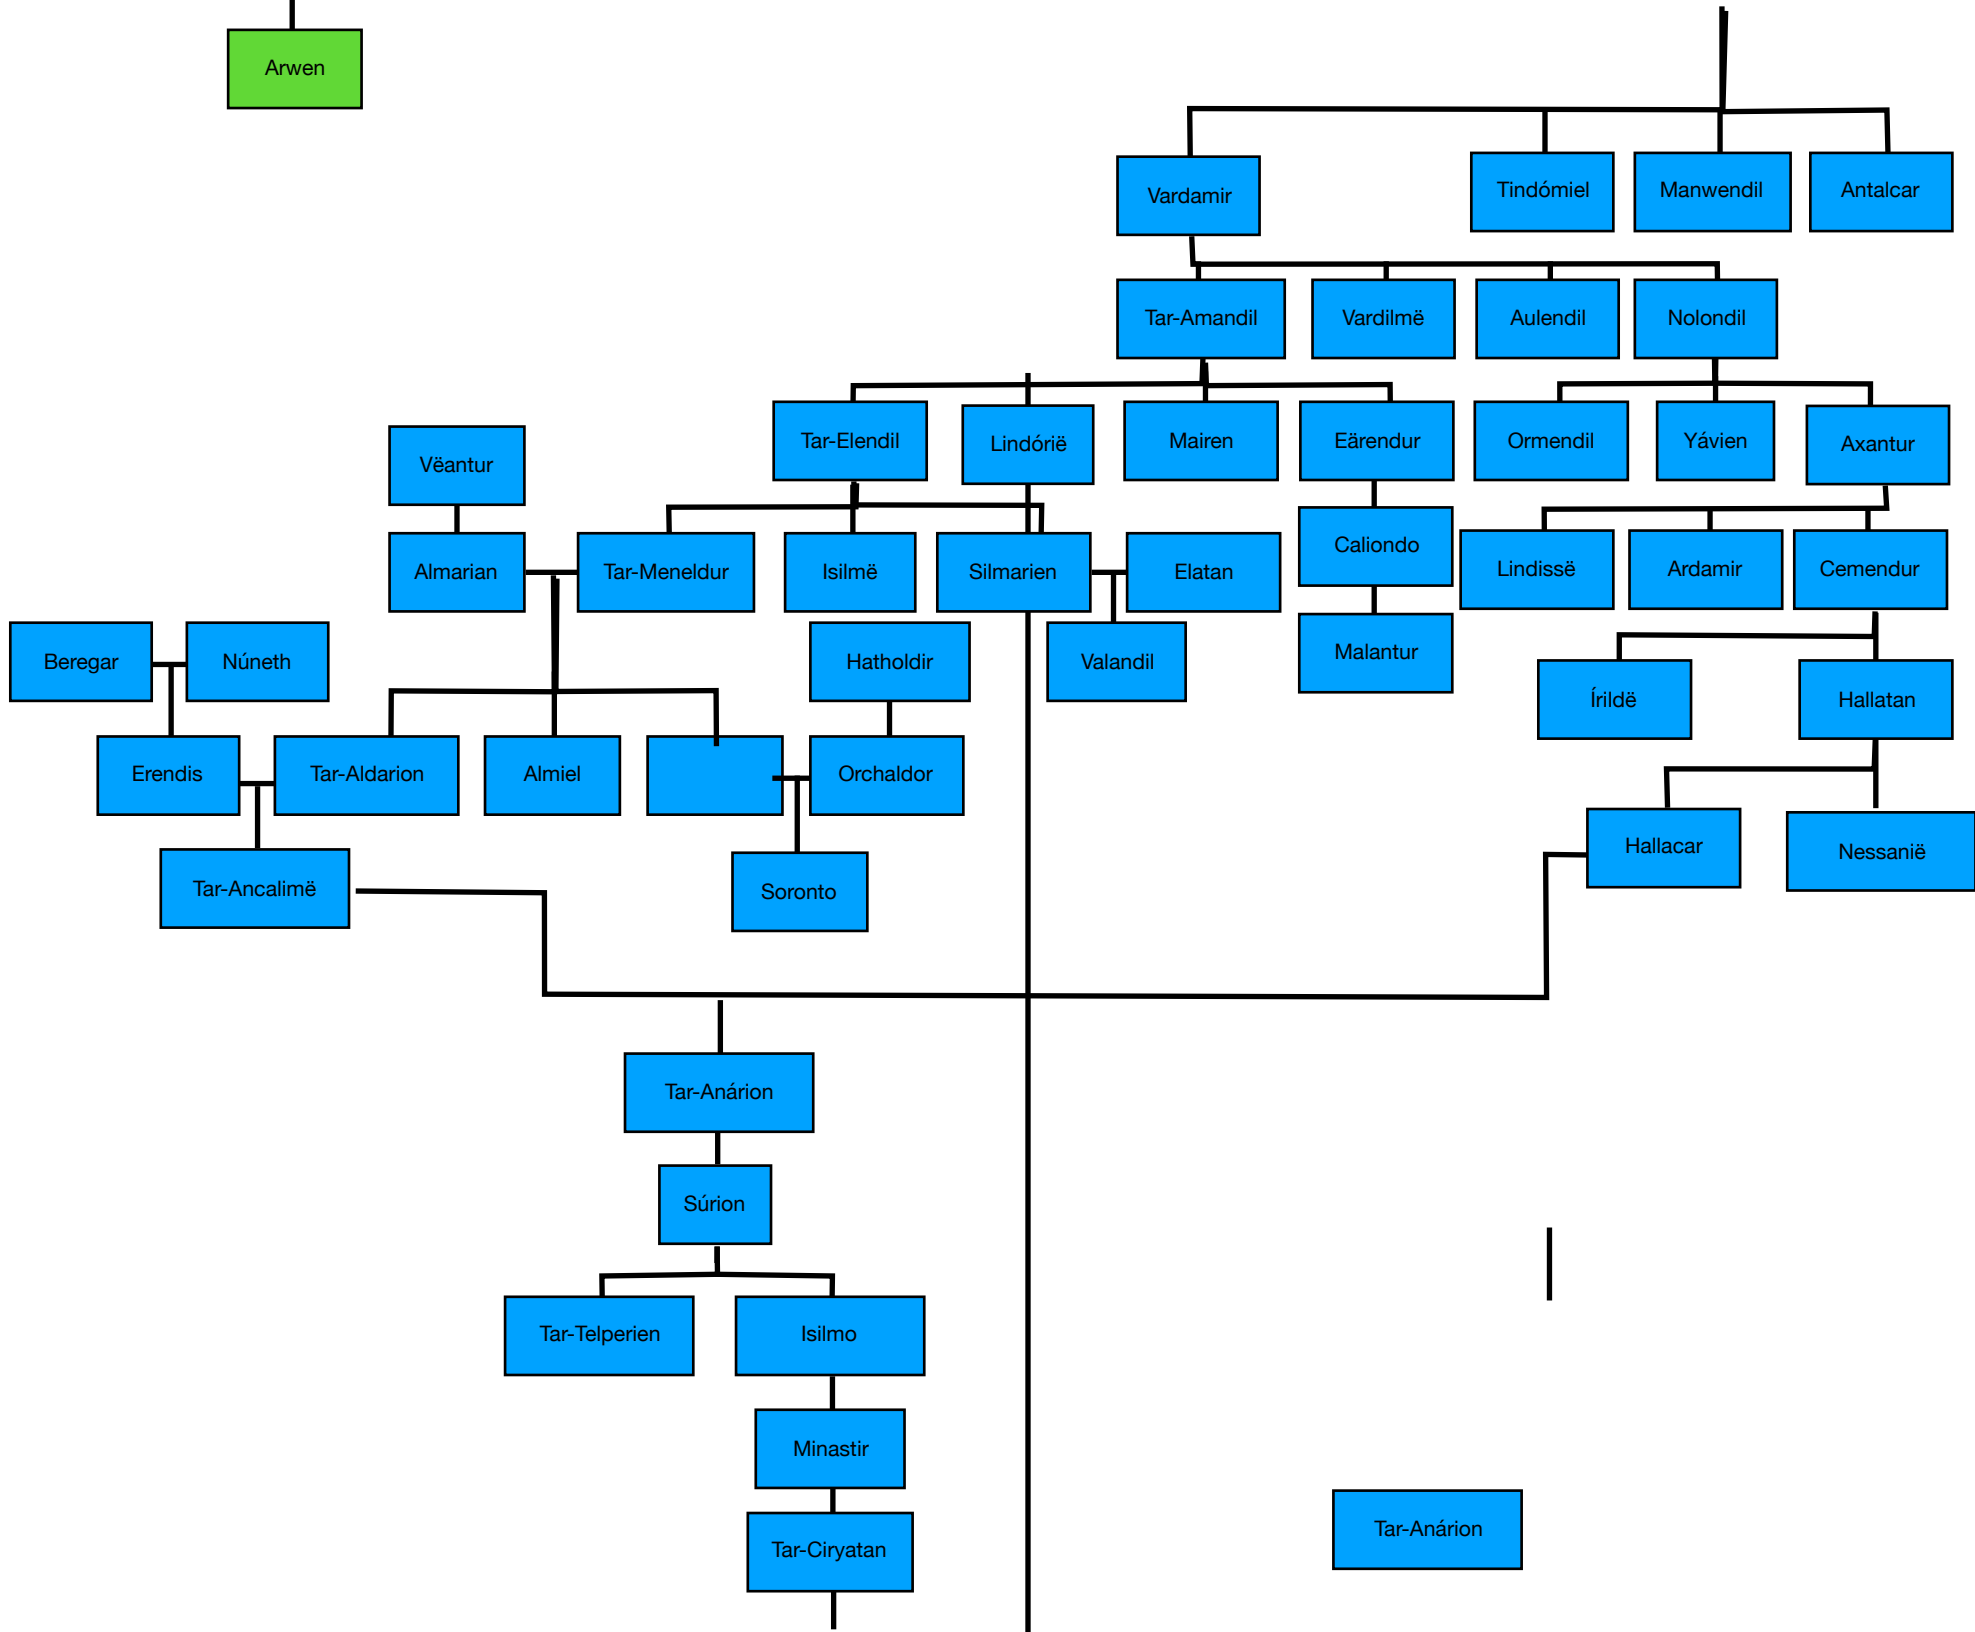 Arwen
Vardamir
Tindómiel
Manwendil
Antalcar
Tar-Amandil
Vardilmë
Aulendil
Nolondil
Tar-Elendil
Lindórië
Mairen
Eärendur
Ormendil
Yávien
Axantur
Vëantur
Almarian
Tar-Meneldur
Isilmë
Silmarien
Elatan
Caliondo
Lindissë
Ardamir
Cemendur
Beregar
Núneth
Hatholdir
Valandil
Malantur
Írildë
Hallatan
Erendis
Tar-Aldarion
Almiel
Orchaldor
Hallacar
Nessanië
Tar-Ancalimë
Soronto
Tar-Anárion
Súrion
Tar-Telperien
Isilmo
Minastir
Tar-Ciryatan
Tar-Anárion